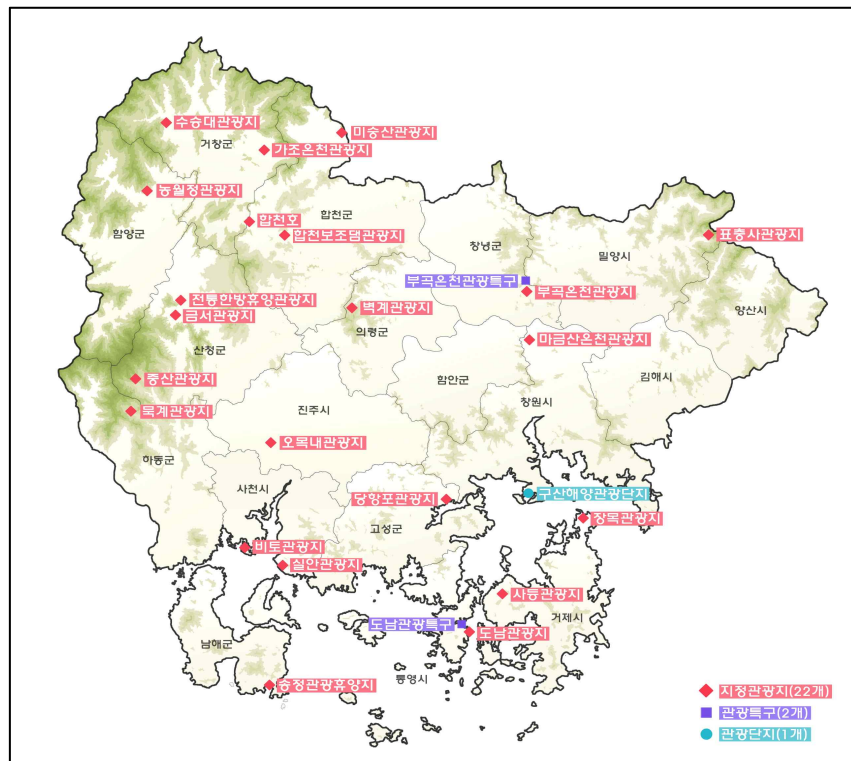 수승대관광지
미숭산관광지
거창군
가조온천관광지
농월정관광지
합천호
합천군
함양군
합천보조댐관광지
창녕군
밀양시
표충사관광지
부곡온천관광특구
부곡온천관광지
전통한방휴양관광지
벽계관광지
양산시
금서관광지
의령군
산청군
마금산온천관광지
중산관광지
함안군
김해시
창원시
묵계관광지
진주시
오목내관광지
하동군
사천시
당항포관광지
구산해양관광단지
장목관광지
고성군
비토관광지
실안관광지
사등관광지
거제시
도남관광특구
도남관광지
남해군
통영시
송정관광휴양지
지정관광지(22개)
관광특구(2개)
관광단지(1개)